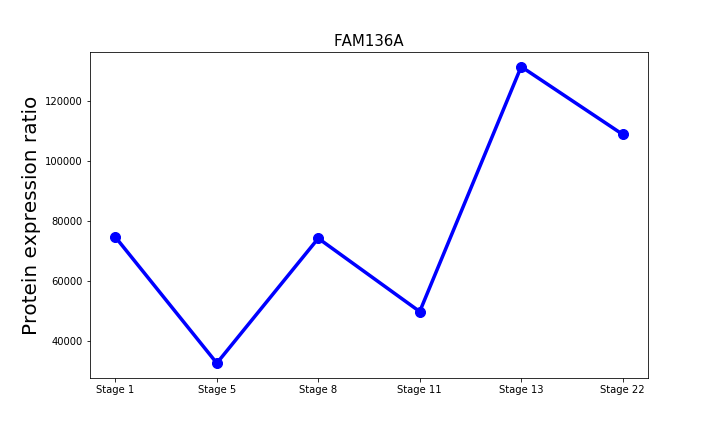 FAM136A
Protein expression ratio
120000
100000
80000
60000
40000
Stage 1
Stage 5
Stage 8
Stage 11
Stage 13
Stage 22